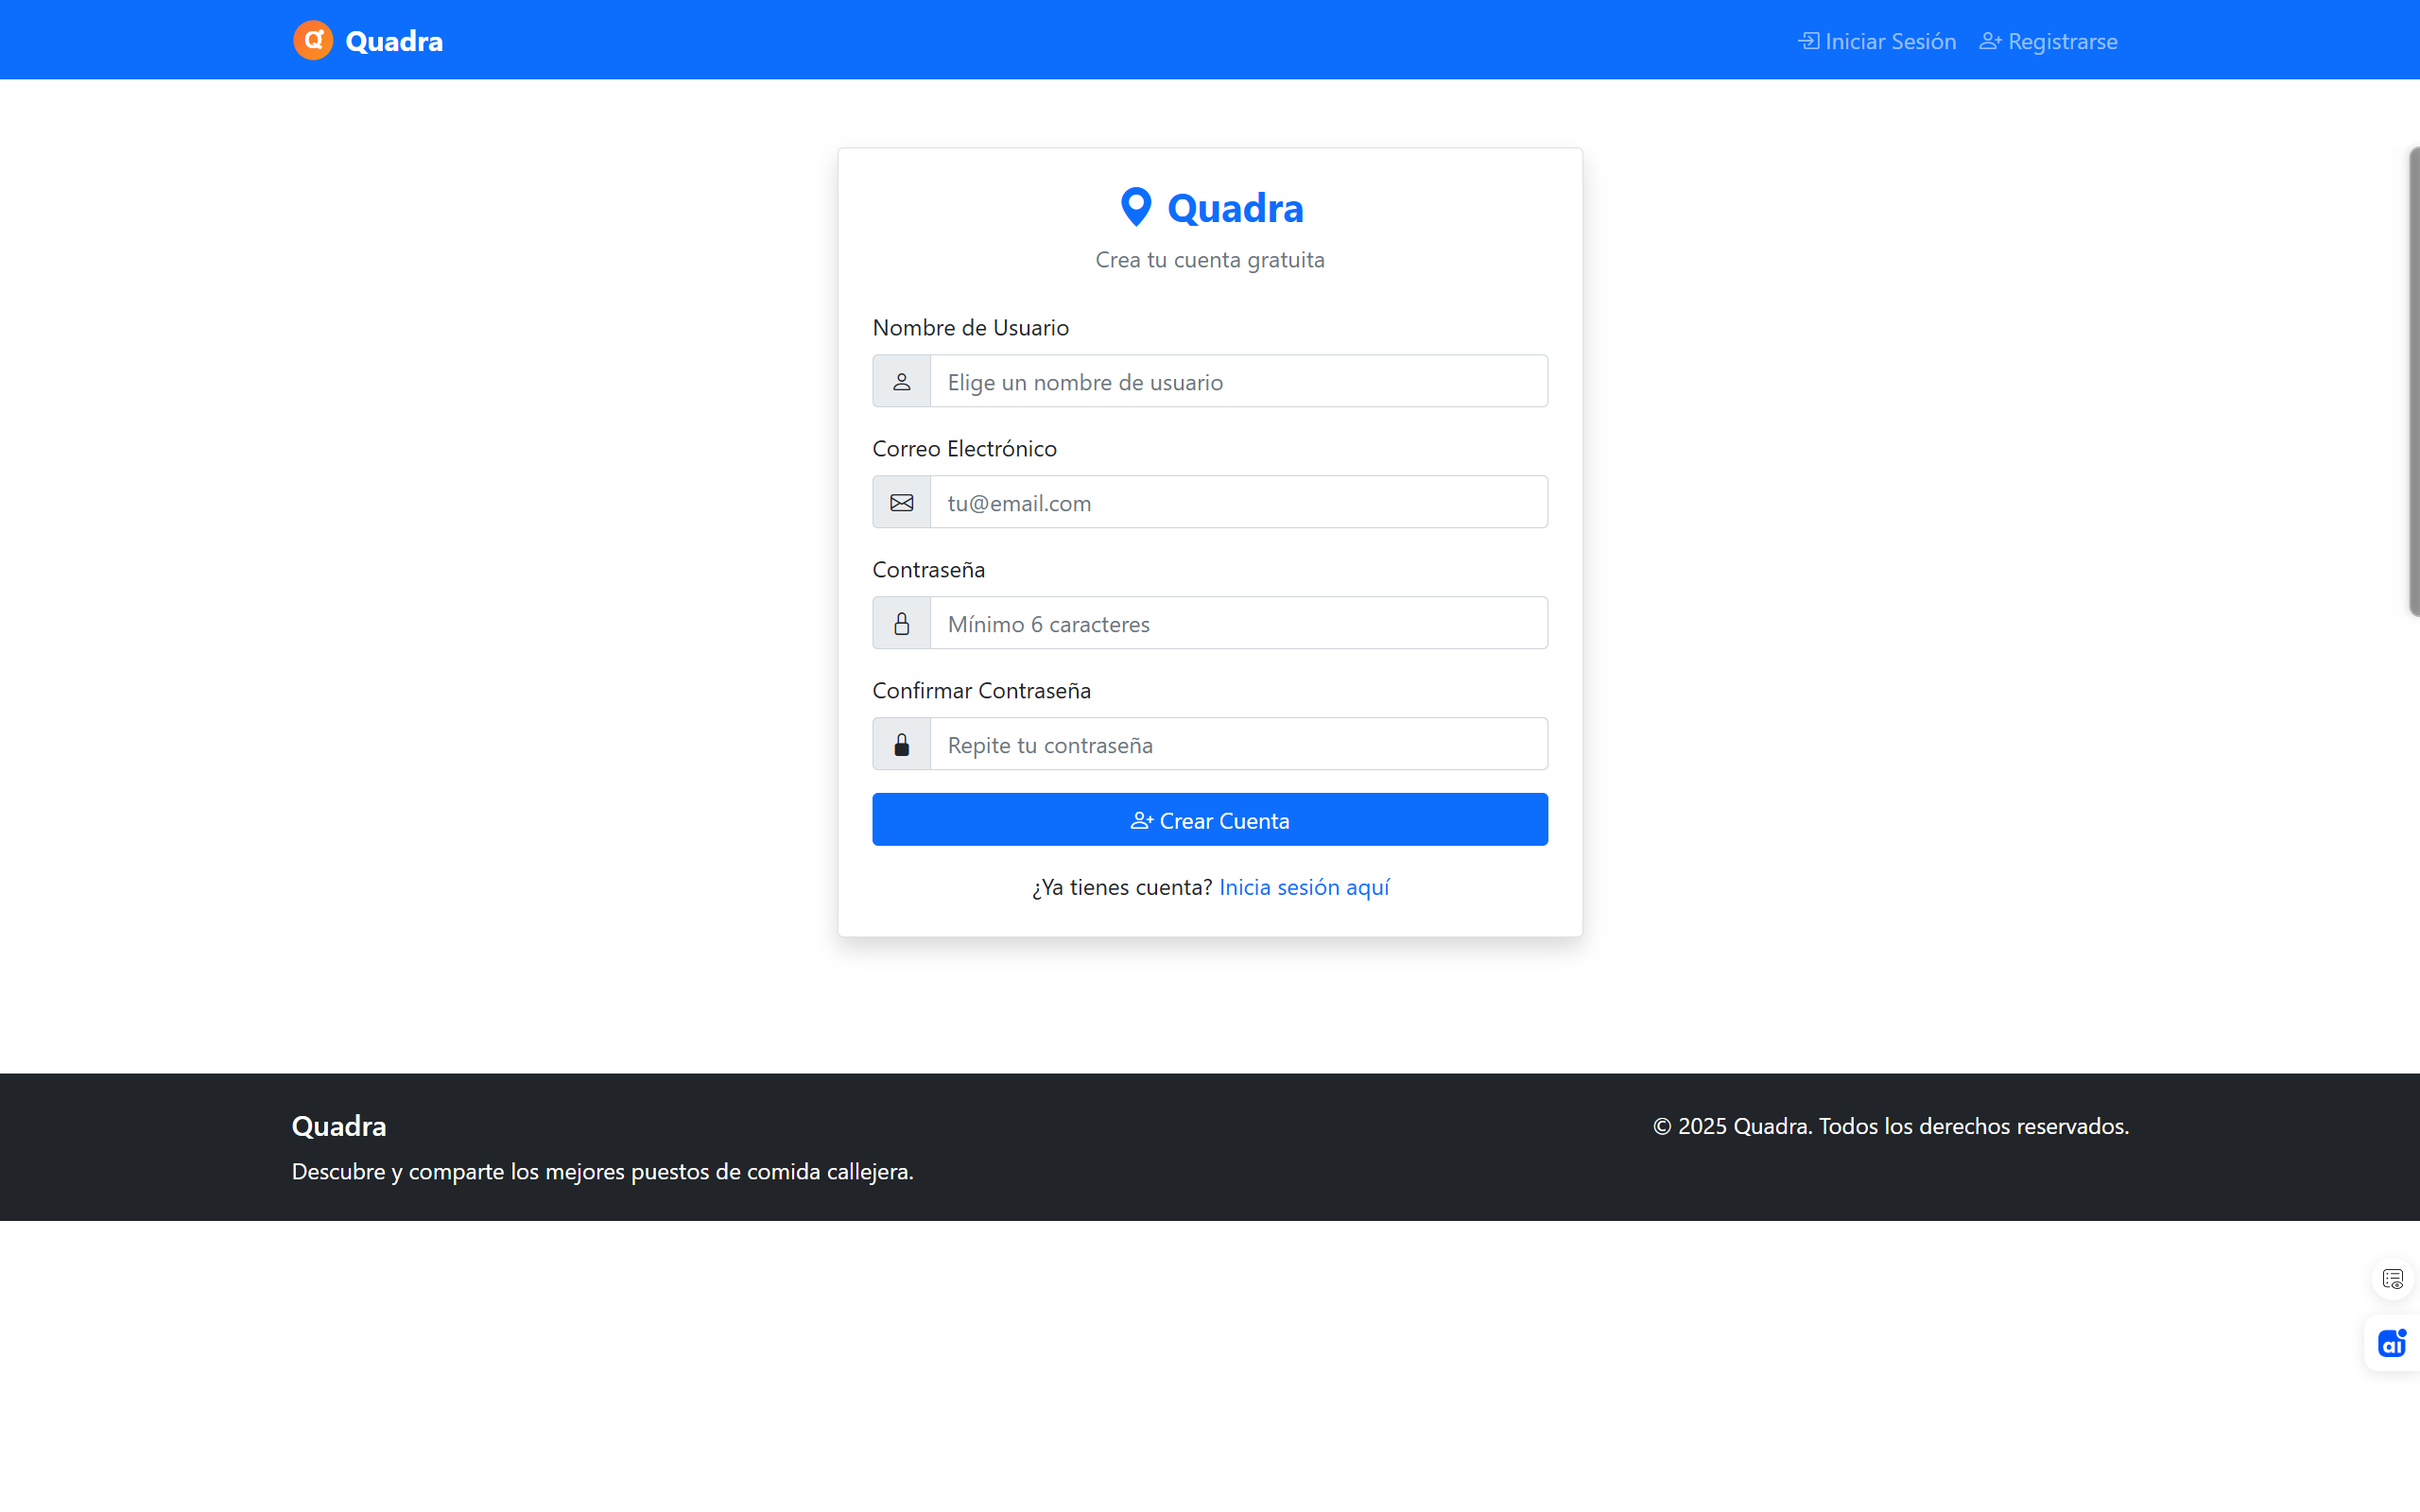 Quadra
Iniciar Sesión
Registrarse
Quadra
Crea tu cuenta gratuita
Nombre de Usuario
Elige un nombre de usuario
Correo Electrónico
tu@email.com
Contraseña
Mínimo 6 caracteres
Confirmar Contraseña
Repite tu contraseña
Crear Cuenta
¿Ya tienes cuenta? Inicia sesión aquí
Quadra
© 2025 Quadra. Todos los derechos reservados.
Descubre y comparte los mejores puestos de comida callejera.
ai